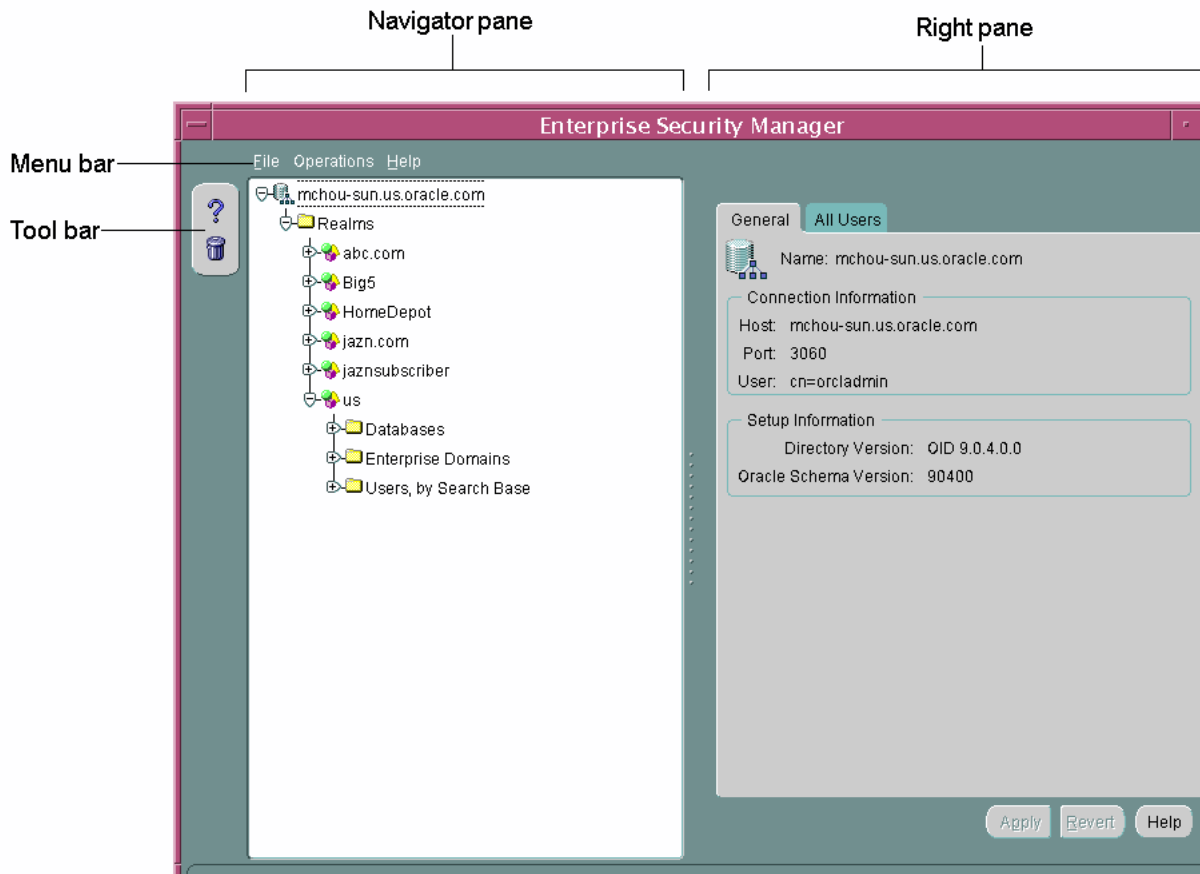 Navigator pane
Right pane
Enterprise Security Manager
Menu bar
File Operations Help
Tool bar
mchou-sun.us.oracle.com
Realms
abc.com
Big5
HomeDepot
jazn.com
jaznsubscriber
us
Databases
Enterprise Domains
Users, by Search Base
General All Users
Name: mchou-sun.us.oracle.com
Connection Information
Host: mchou-sun.us.oracle.com
Port: 3060
User: cn=orcladmin
Setup Information
Directory Version: OID 9.0.4.0.0
Oracle Schema Version: 90400
Apply Revert Help